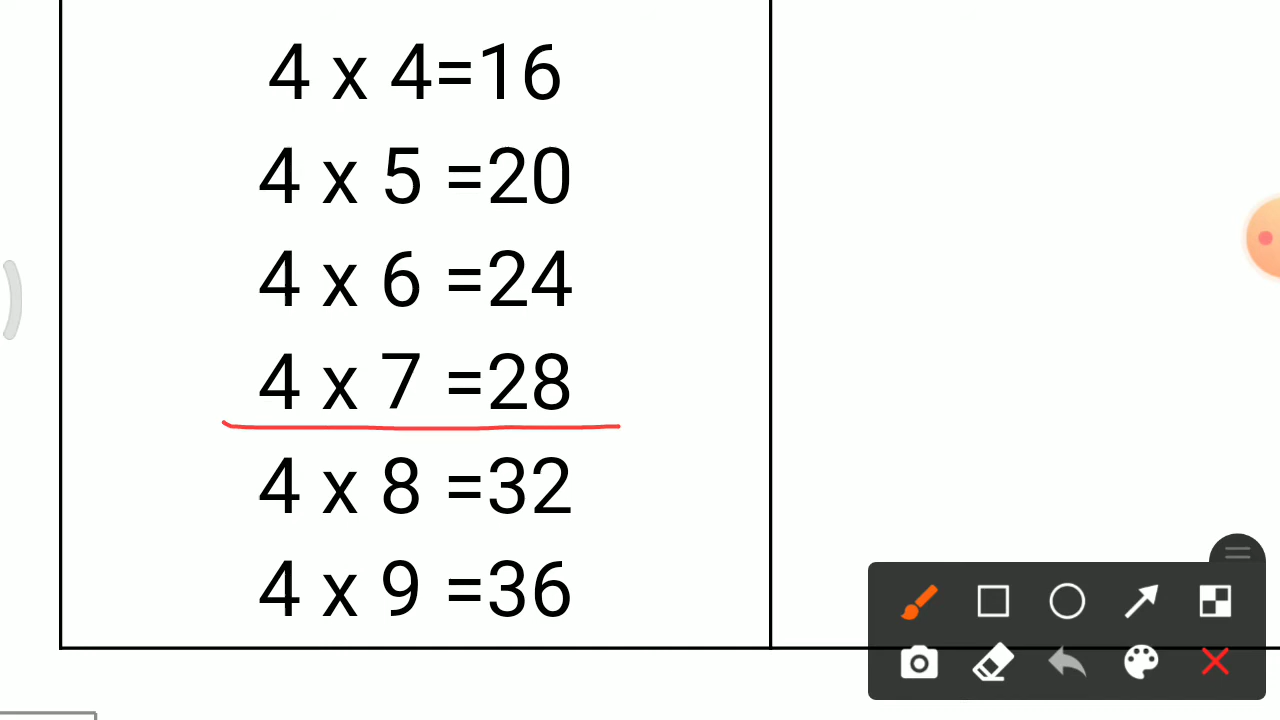 4 x 4=16
4 x 5 =20
4 x 6 =24
4 x 7 =28
4 x 8 =32
4 x 9 =36